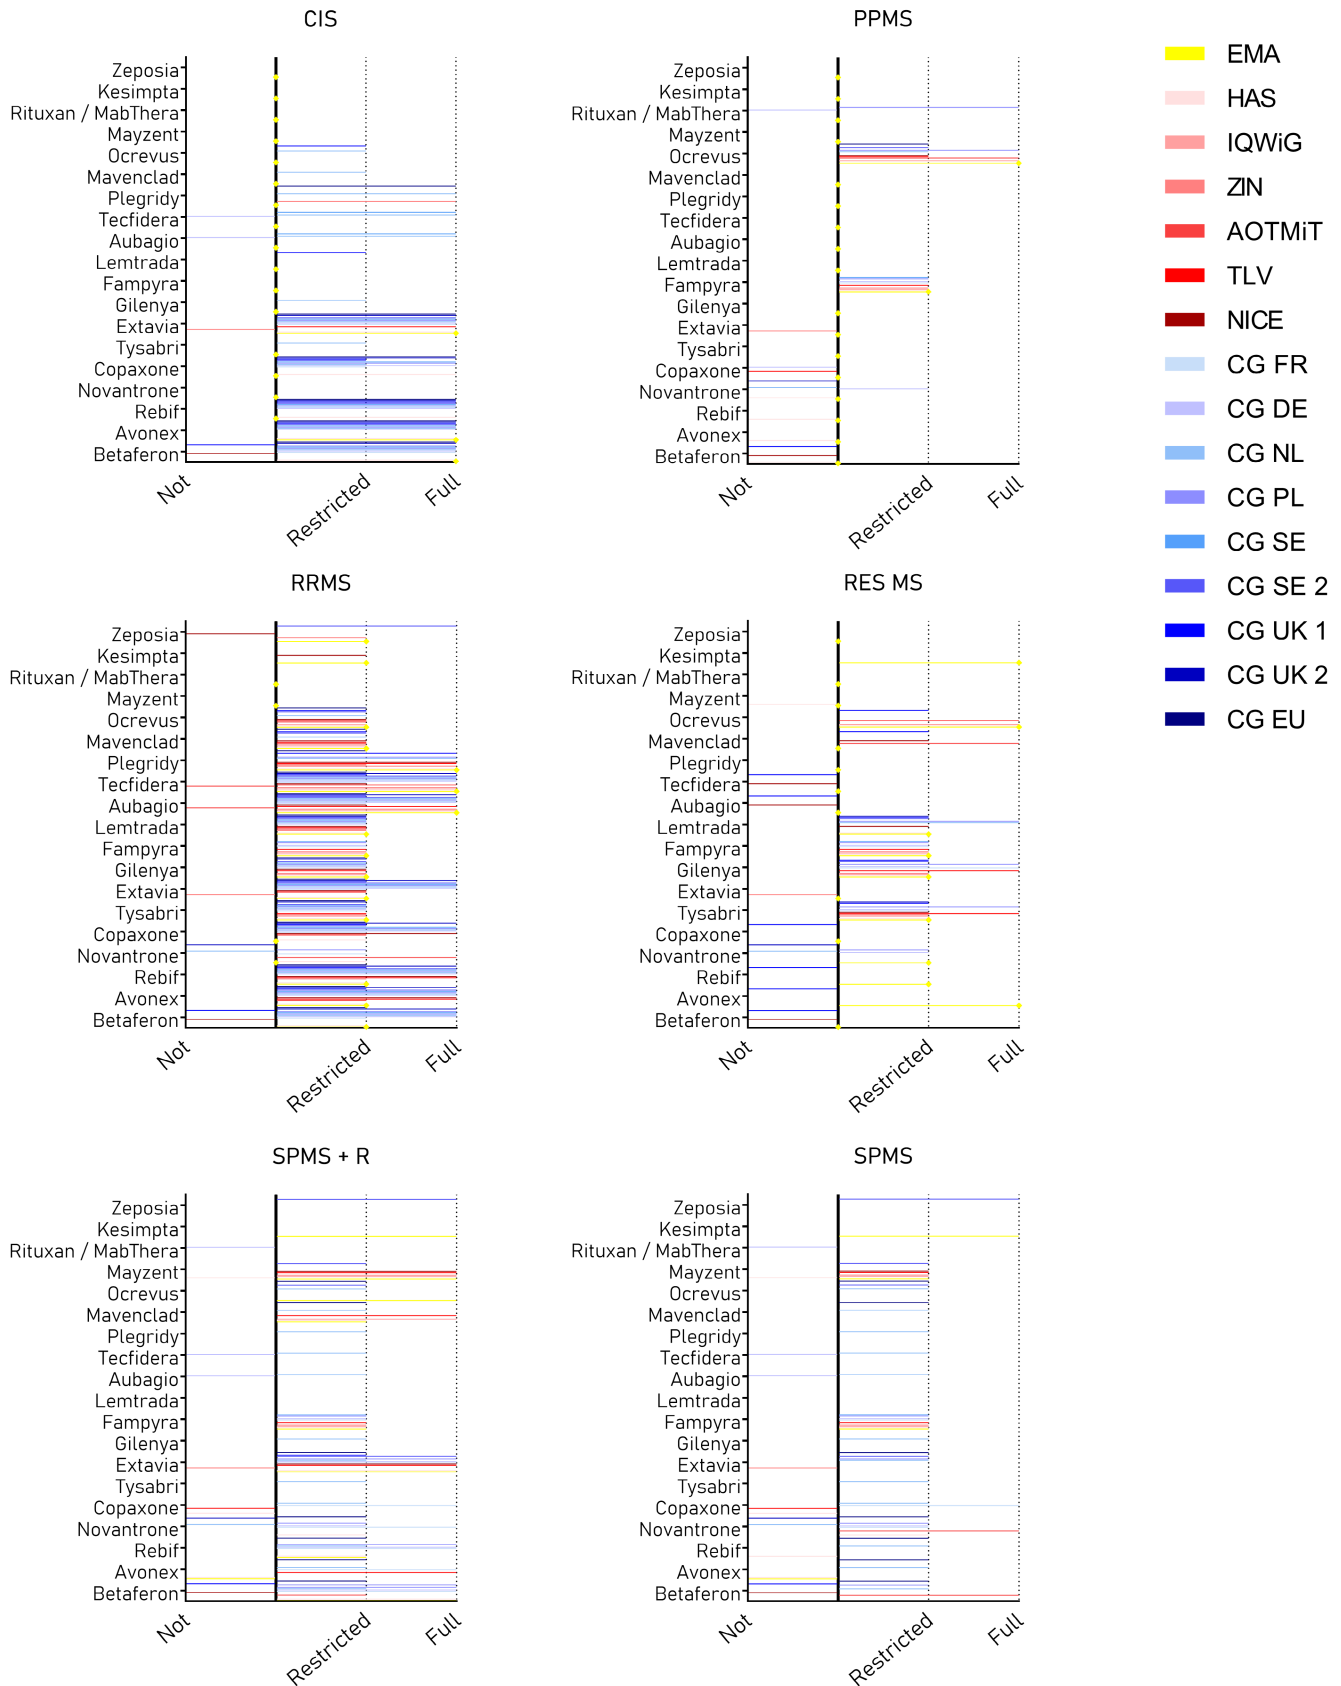 CIS
Zeposia
Kesimpta
Rituxan / MabThera
Mayzent
Ocrevus
Mavenclad
Plegridy
Tecfidera
Aubagio
Lemtrada
Fampyra
Gilenya
Extavia
Tysabri
Copaxone
Novantrone
Rebif
Avonex
Betaferon
Not
Restricted
Full
PPMS
Zeposia
Kesimpta
Rituxan / MabThera
Mayzent
Ocrevus
Mavenclad
Plegridy
Tecfidera
Aubagio
Lemtrada
Fampyra
Gilenya
Extavia
Tysabri
Copaxone
Novantrone
Rebif
Avonex
Betaferon
Not
Restricted
Full
EMA
HAS
IQWiG
ZIN
AOTMiT
TLV
NICE
CG FR
CG DE
CG NL
CG PL
CG SE
CG SE 2
CG UK 1
CG UK 2
CG EU
RRMS
Zeposia
Kesimpta
Rituxan / MabThera
Mayzent
Ocrevus
Mavenclad
Plegridy
Tecfidera
Aubagio
Lemtrada
Fampyra
Gilenya
Extavia
Tysabri
Copaxone
Novantrone
Rebif
Avonex
Betaferon
Not
Restricted
Full
RES MS
Zeposia
Kesimpta
Rituxan / MabThera
Mayzent
Ocrevus
Mavenclad
Plegridy
Tecfidera
Aubagio
Lemtrada
Fampyra
Gilenya
Extavia
Tysabri
Copaxone
Novantrone
Rebif
Avonex
Betaferon
Not
Restricted
Full
SPMS + R
Zeposia
Kesimpta
Rituxan / MabThera
Mayzent
Ocrevus
Mavenclad
Plegridy
Tecfidera
Aubagio
Lemtrada
Fampyra
Gilenya
Extavia
Tysabri
Copaxone
Novantrone
Rebif
Avonex
Betaferon
Not
Restricted
Full
SPMS
Zeposia
Kesimpta
Rituxan / MabThera
Mayzent
Ocrevus
Mavenclad
Plegridy
Tecfidera
Aubagio
Lemtrada
Fampyra
Gilenya
Extavia
Tysabri
Copaxone
Novantrone
Rebif
Avonex
Betaferon
Not
Restricted
Full